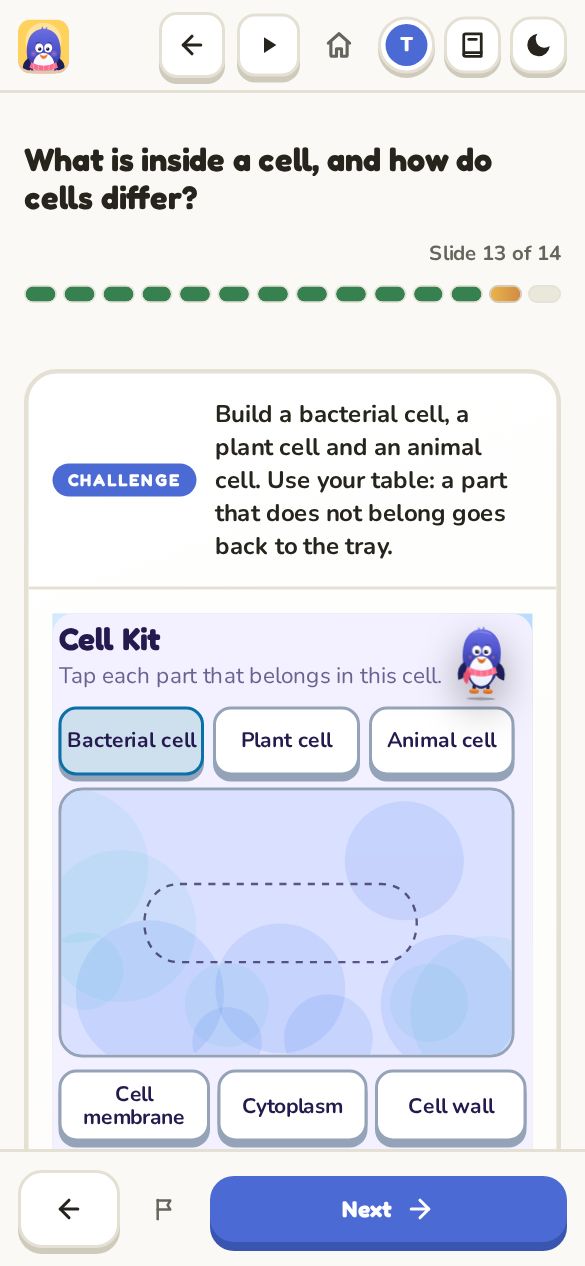 T
What is inside a cell, and how do
cells differ?
Slide 13 of 14
CHALLENGE
Build a bacterial cell, a
plant cell and an animal
cell. Use your table: a part
that does not belong goes
back to the tray.
Cell Kit
Tap each part that belongs in this cell.
Bacterial cell
Plant cell
Animal cell
Cell
membrane
Cytoplasm
Cell wall
Next